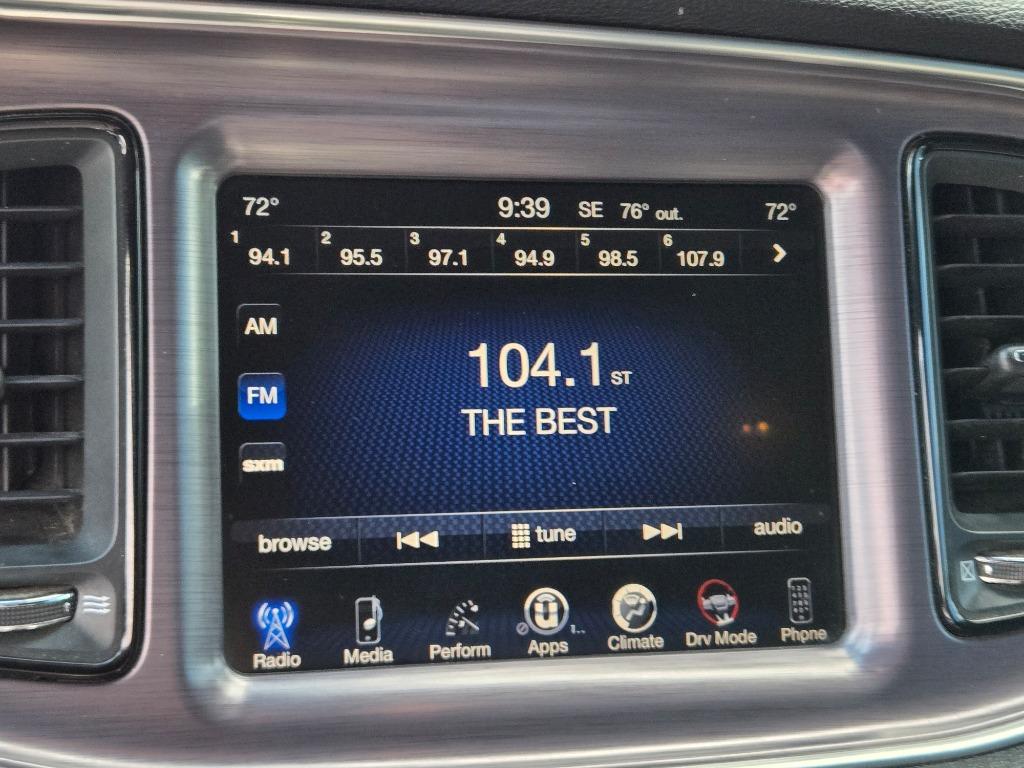 72° 9:39 SE 76° out. 72°
1 94.1 2 95.5 3 97.1 4 94.9 5 98.5 6 107.9
AM
104.1 ST
FM
THE BEST
sxm
browse tune audio
Radio Media Perform Apps Climate Drv Mode Phone